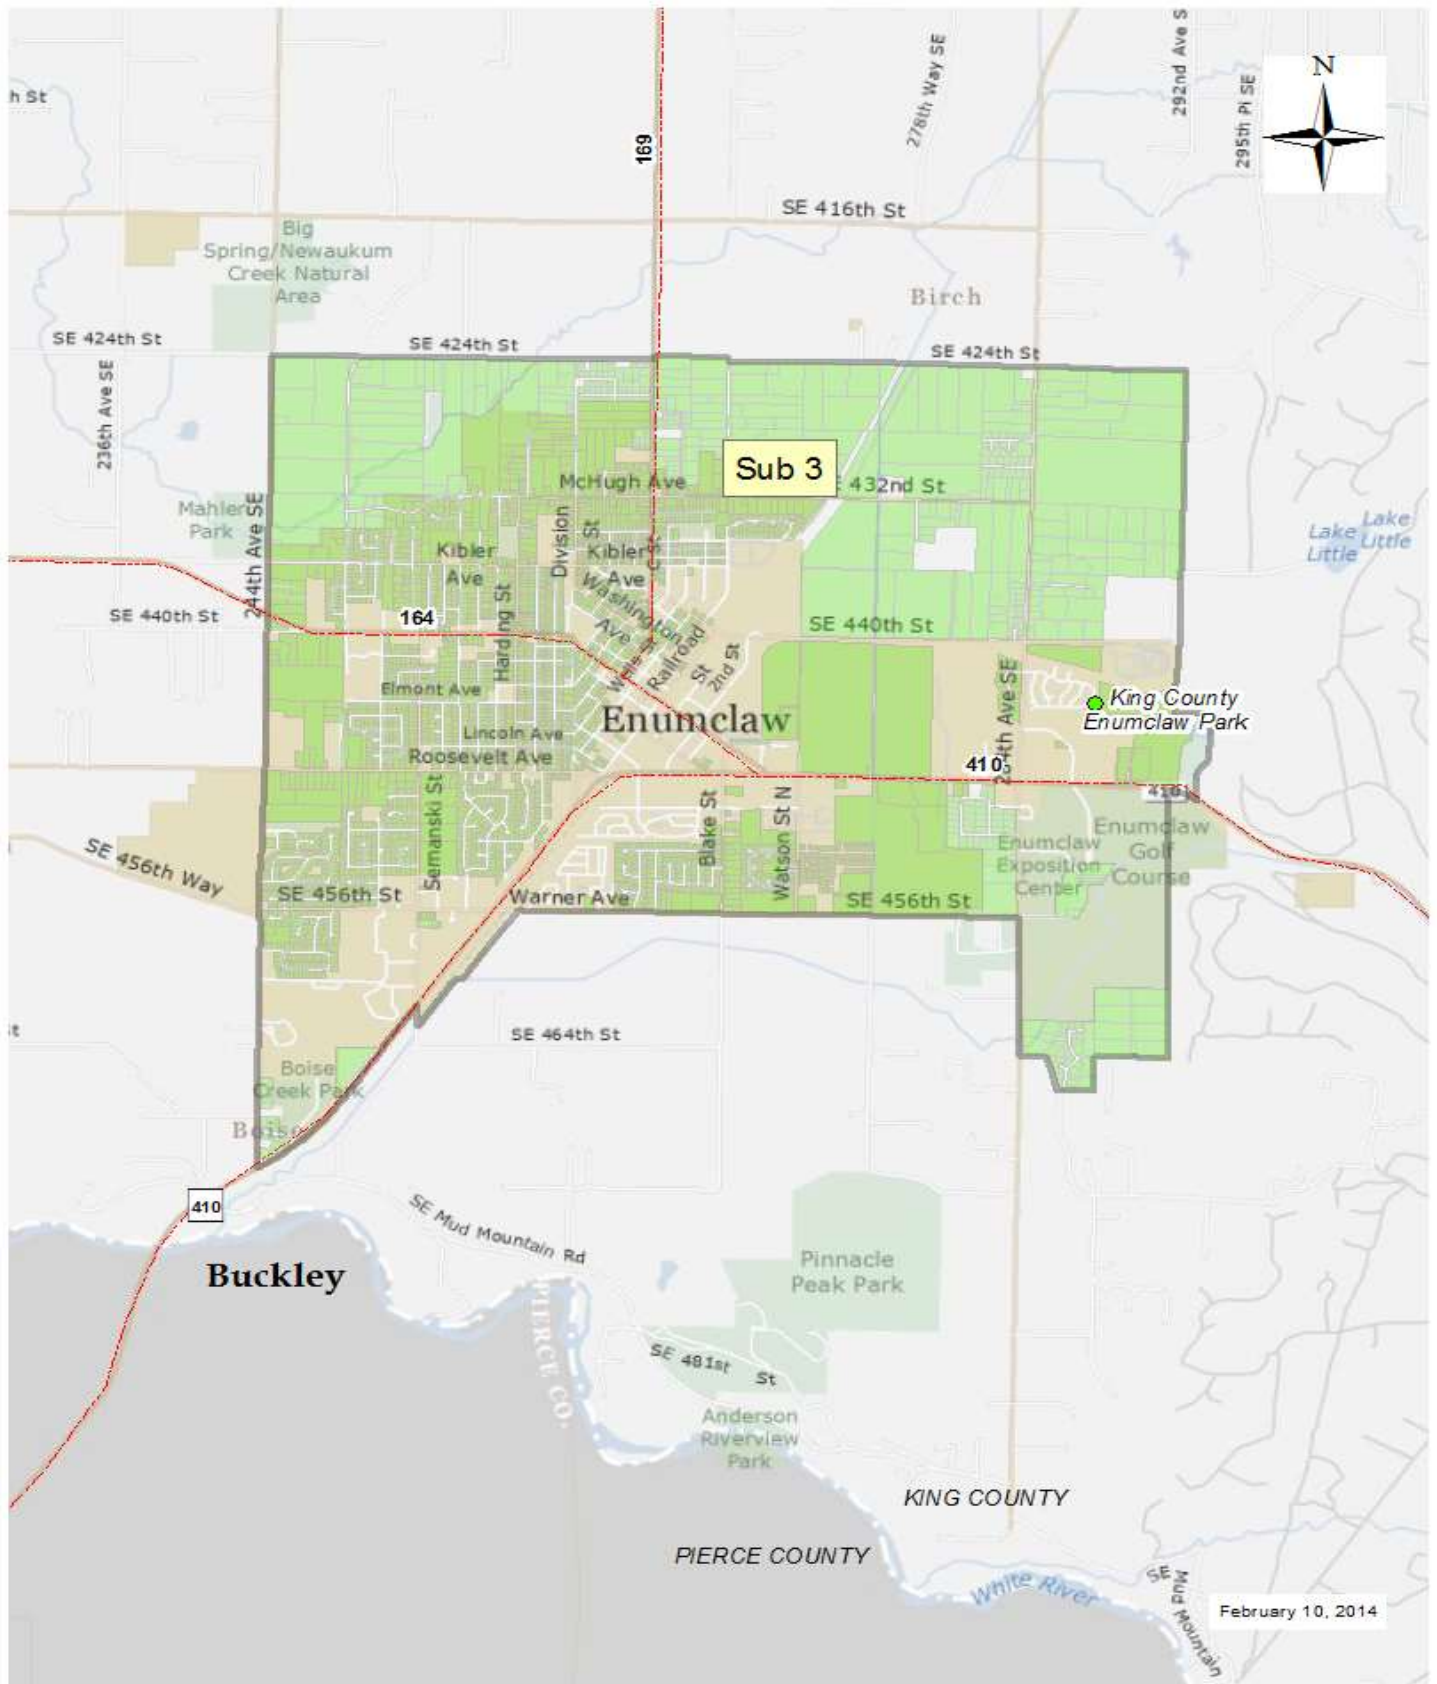 292nd Ave S
278th Way SE
N
295th Pl SE
h St
169
SE 416th St
Big
Spring/Newaukum
Creek Natural
Area
Birch
SE 424th St
SE 424th St
SE 424th St
236th Ave SE
Sub 3
McHugh Ave
432nd St
Mahler
Park
244th Ave SE
Division
St
C St
Lake
Little
Lake
Little
Kibler
Ave
Kibler
Ave
Washington
Ave
SE 440th St
164
Harding St
SE 440th St
Wells St
Railroad
St
2nd St
Elmont Ave
284th Ave SE
King County
Enumclaw Park
Enumclaw
Lincoln Ave
Roosevelt Ave
410
410
Semanski St
Blake St
Watson St N
Enumclaw
Exposition
Center
Enumclaw
Golf
Course
SE 456th Way
SE 456th St
Warner Ave
SE 456th St
St
SE 464th St
Boise
Creek Park
Boise
410
SE Mud Mountain Rd
Buckley
Pinnacle
Peak Park
PIERCE CO.
SE 481st
St
Anderson
Riverview
Park
KING COUNTY
PIERCE COUNTY
White River
SE
Mud Mountain
February 10, 2014